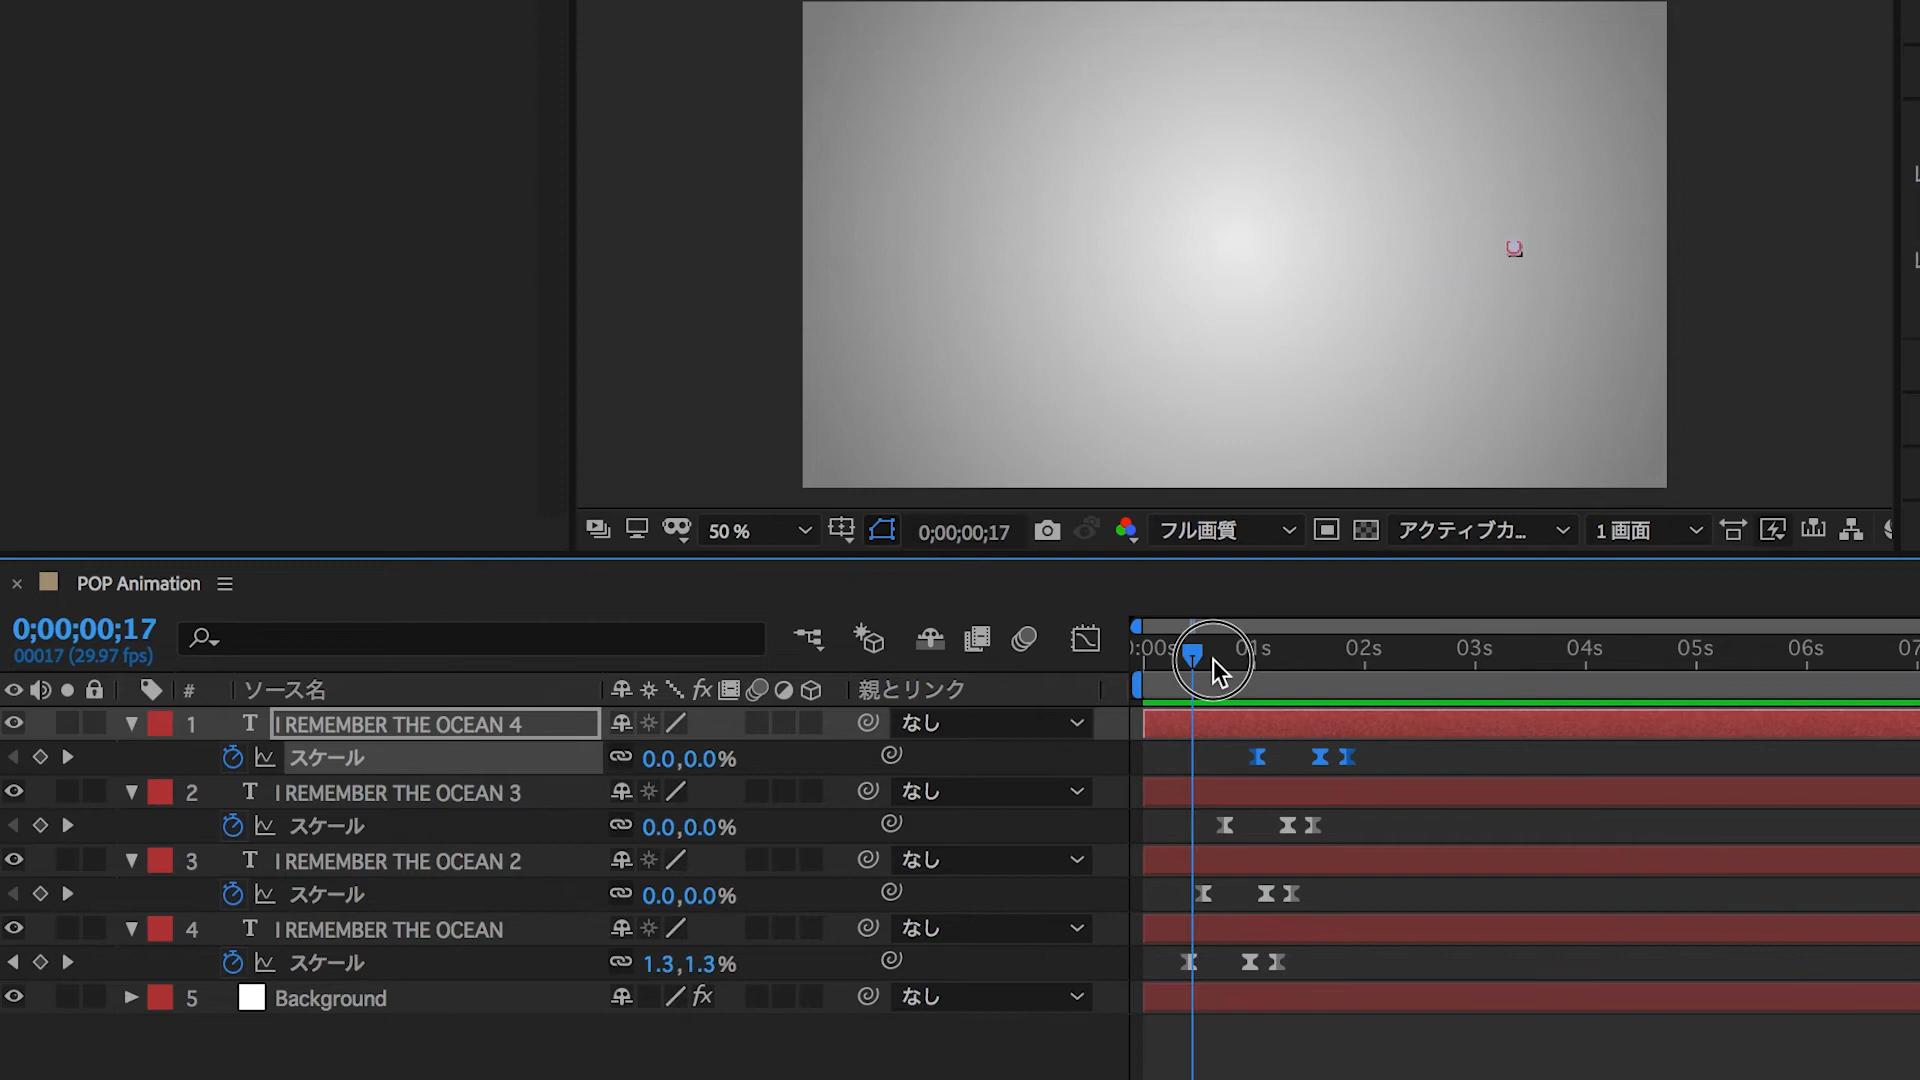 50 %
0;00;00;17
フル画質
アクティブカ...
1 画面
POP Animation
0;00;00;17
00017 (29.97 fps)
:00s 01s 02s 03s 04s 05s 06s 07
# ソース名 fx 親とリンク
1 T I REMEMBER THE OCEAN 4 なし
スケール 0.0,0.0%
2 T I REMEMBER THE OCEAN 3 なし
スケール 0.0,0.0%
3 T I REMEMBER THE OCEAN 2 なし
スケール 0.0,0.0%
4 T I REMEMBER THE OCEAN なし
スケール 1.3,1.3%
5 Background fx なし